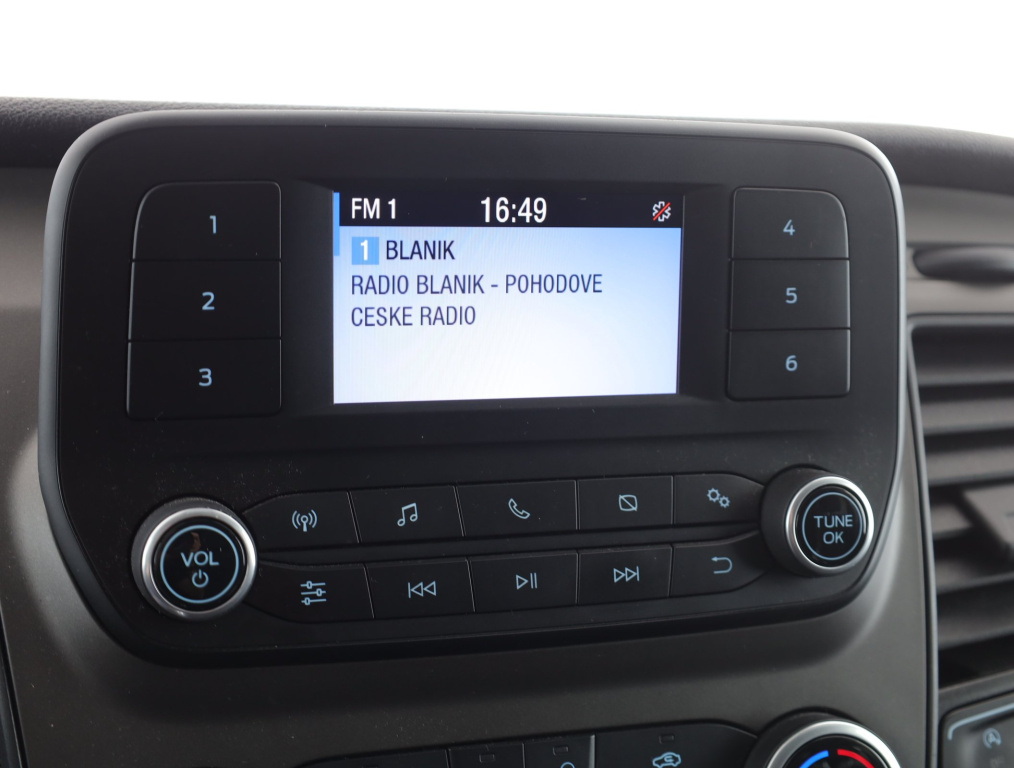 FM 1 16:49
1 BLANIK
RADIO BLANIK - POHODOVE
CESKE RADIO
1
2
3
4
5
6
VOL
TUNE
OK